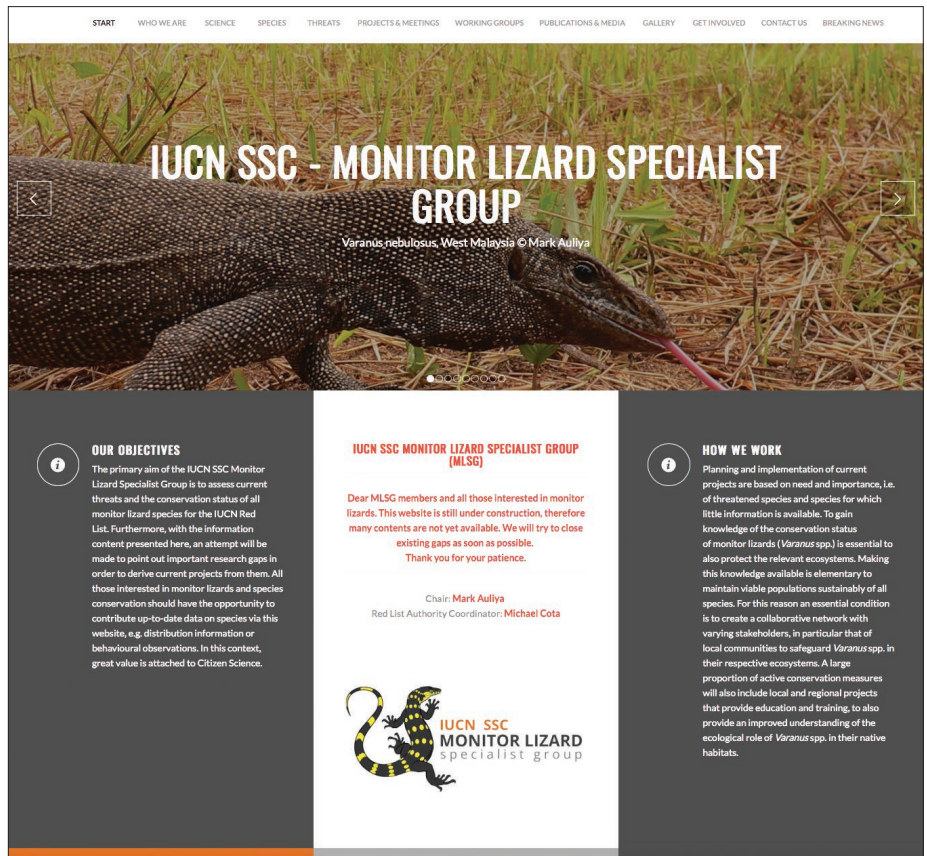 START WHO WE ARE SCIENCE SPECIES THREATS PROJECTS & MEETINGS WORKING GROUPS PUBLICATIONS & MEDIA GALLERY GET INVOLVED CONTACT US BREAKING NEWS
IUCN SSC - MONITOR LIZARD SPECIALIST
GROUP
Varanus nebulosus, West Malaysia © Mark Auliya
OUR OBJECTIVES
The primary aim of the IUCN SSC Monitor
Lizard Specialist Group is to assess current
threats and the conservation status of all
monitor lizard species for the IUCN Red
List. Furthermore, with the information
content presented here, an attempt will be
made to point out important research gaps in
order to derive current projects from them. All
those interested in monitor lizards and species
conservation should have the opportunity to
contribute up-to-date data on species via this
website, e.g. distribution information or
behavioural observations. In this context,
great value is attached to Citizen Science.
IUCN SSC MONITOR LIZARD SPECIALIST GROUP
(MLSG)
Dear MLSG members and all those interested in monitor
lizards. This website is still under construction, therefore
many contents are not yet available. We will try to close
existing gaps as soon as possible.
Thank you for your patience.
Chair: Mark Auliya
Red List Authority Coordinator: Michael Cota
IUCN SSC
MONITOR LIZARD
specialist group
HOW WE WORK
Planning and implementation of current
projects are based on need and importance, i.e.
of threatened species and species for which
little information is available. To gain
knowledge of the conservation status
of monitor lizards (Varanus spp.) is essential to
also protect the relevant ecosystems. Making
this knowledge available is elementary to
maintain viable populations sustainably of all
species. For this reason an essential condition
is to create a collaborative network with
varying stakeholders, in particular that of
local communities to safeguard Varanus spp. in
their respective ecosystems. A large
proportion of active conservation measures
will also include local and regional projects
that provide education and training, to also
provide an improved understanding of the
ecological role of Varanus spp. in their native
habitats.